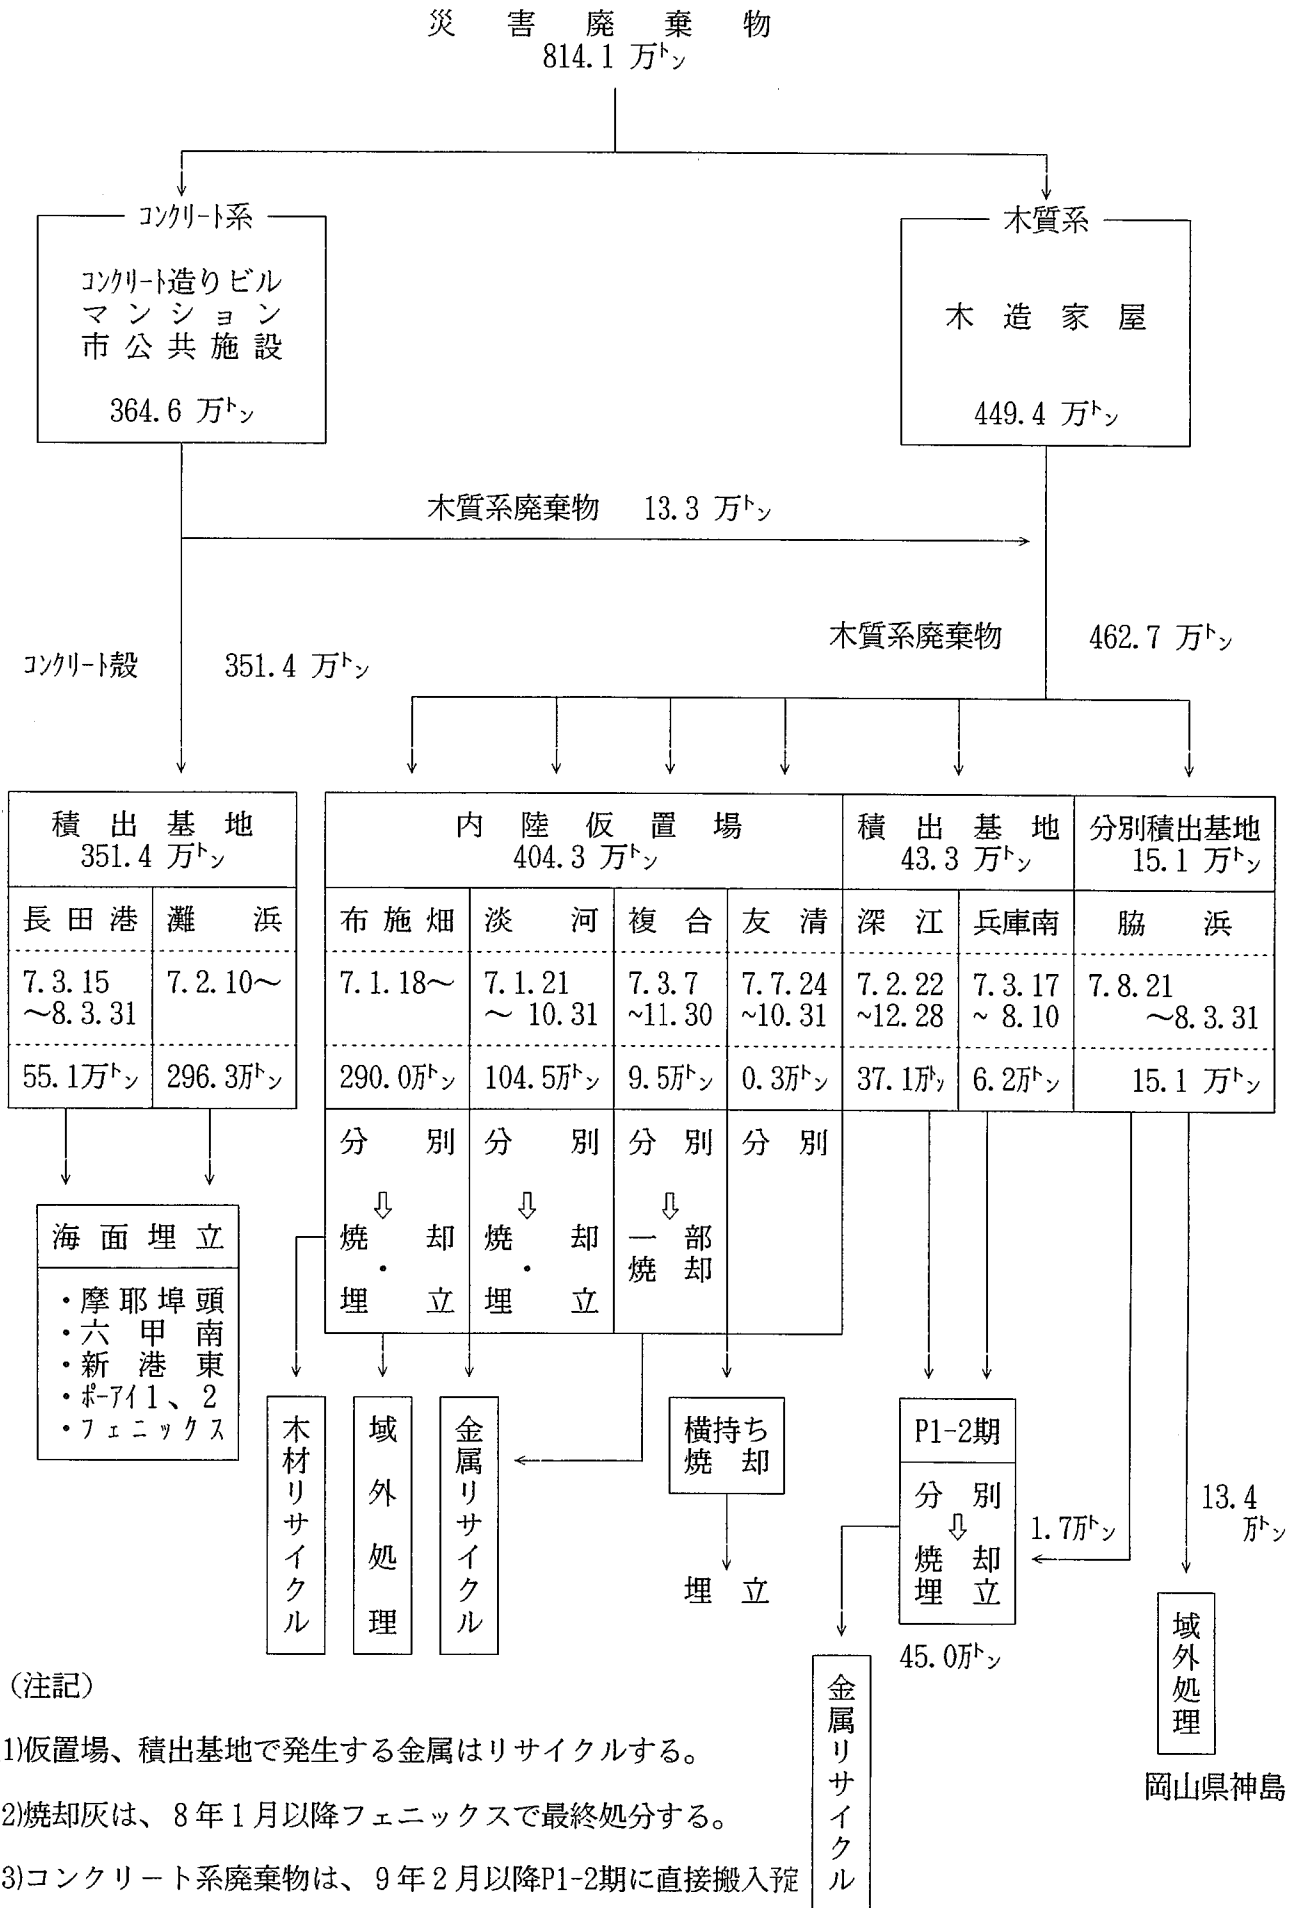 災害廃棄物
814.1 万トン
コンクリート系
コンクリート造りビル
マンション
市公共施設
364.6 万トン
木質系
木造家屋
449.4 万トン
木質系廃棄物 13.3 万トン
木質系廃棄物 462.7 万トン
コンクリート殻 351.4 万トン
積出基地
351.4 万トン
長田港 灘浜
7.3.15 7.2.10～
～8.3.31
55.1万トン 296.3万トン
内陸仮置場
404.3 万トン
布施畑 淡河 複合 友清
7.1.18～ 7.1.21 7.3.7 7.7.24
～ 10.31 ~11.30 ~10.31
290.0万トン 104.5万トン 9.5万トン 0.3万トン
積出基地
43.3 万トン
深江 兵庫南
7.2.22 7.3.17
~12.28 ~ 8.10
37.1万トン 6.2万トン
分別積出基地
15.1 万トン
脇浜
7.8.21
～8.3.31
15.1 万トン
分別 分別 分別 分別
⇩ ⇩ ⇩
焼却 焼却 一部
・ ・ 焼却
埋立 埋立
海面埋立
・摩耶埠頭
・六甲南
・新港東
・ポーアイ1、2
・フェニックス
木材リサイクル
域外処理
金属リサイクル
横持ち
焼却
埋立
P1-2期
分別
⇩
焼却
埋立
45.0万トン
1.7万トン
13.4
万トン
金属リサイクル
域外処理
岡山県神島
(注記)
1)仮置場、積出基地で発生する金属はリサイクルする。
2)焼却灰は、8年1月以降フェニックスで最終処分する。
3)コンクリート系廃棄物は、9年2月以降P1-2期に直接搬入予定